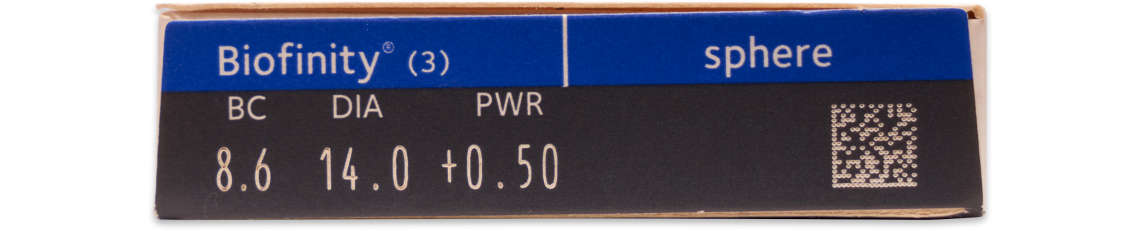 Biofinity® (3) sphere
BC DIA PWR
8.6 14.0 +0.50